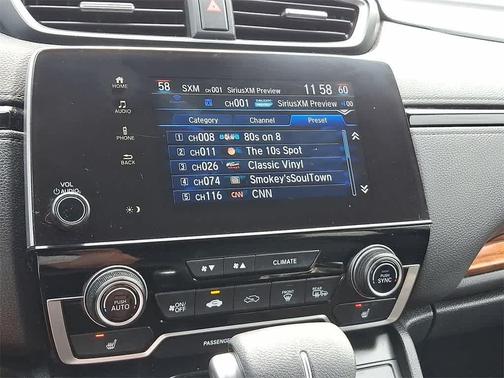 58 SXM CH001 SiriusXM Preview 11 58 60
CH001 SiriusXM Preview
Category Channel Preset
1 CH008 80s on 8
2 CH011 The 10s Spot
3 CH026 Classic Vinyl
4 CH074 Smokey'sSoulTown
5 CH116 CNN CNN
HOME
AUDIO
PHONE
BACK
VOL
AUDIO
CLIMATE
PUSH AUTO
ON/OFF
FRONT
REAR
PUSH SYNC
PASSENGER